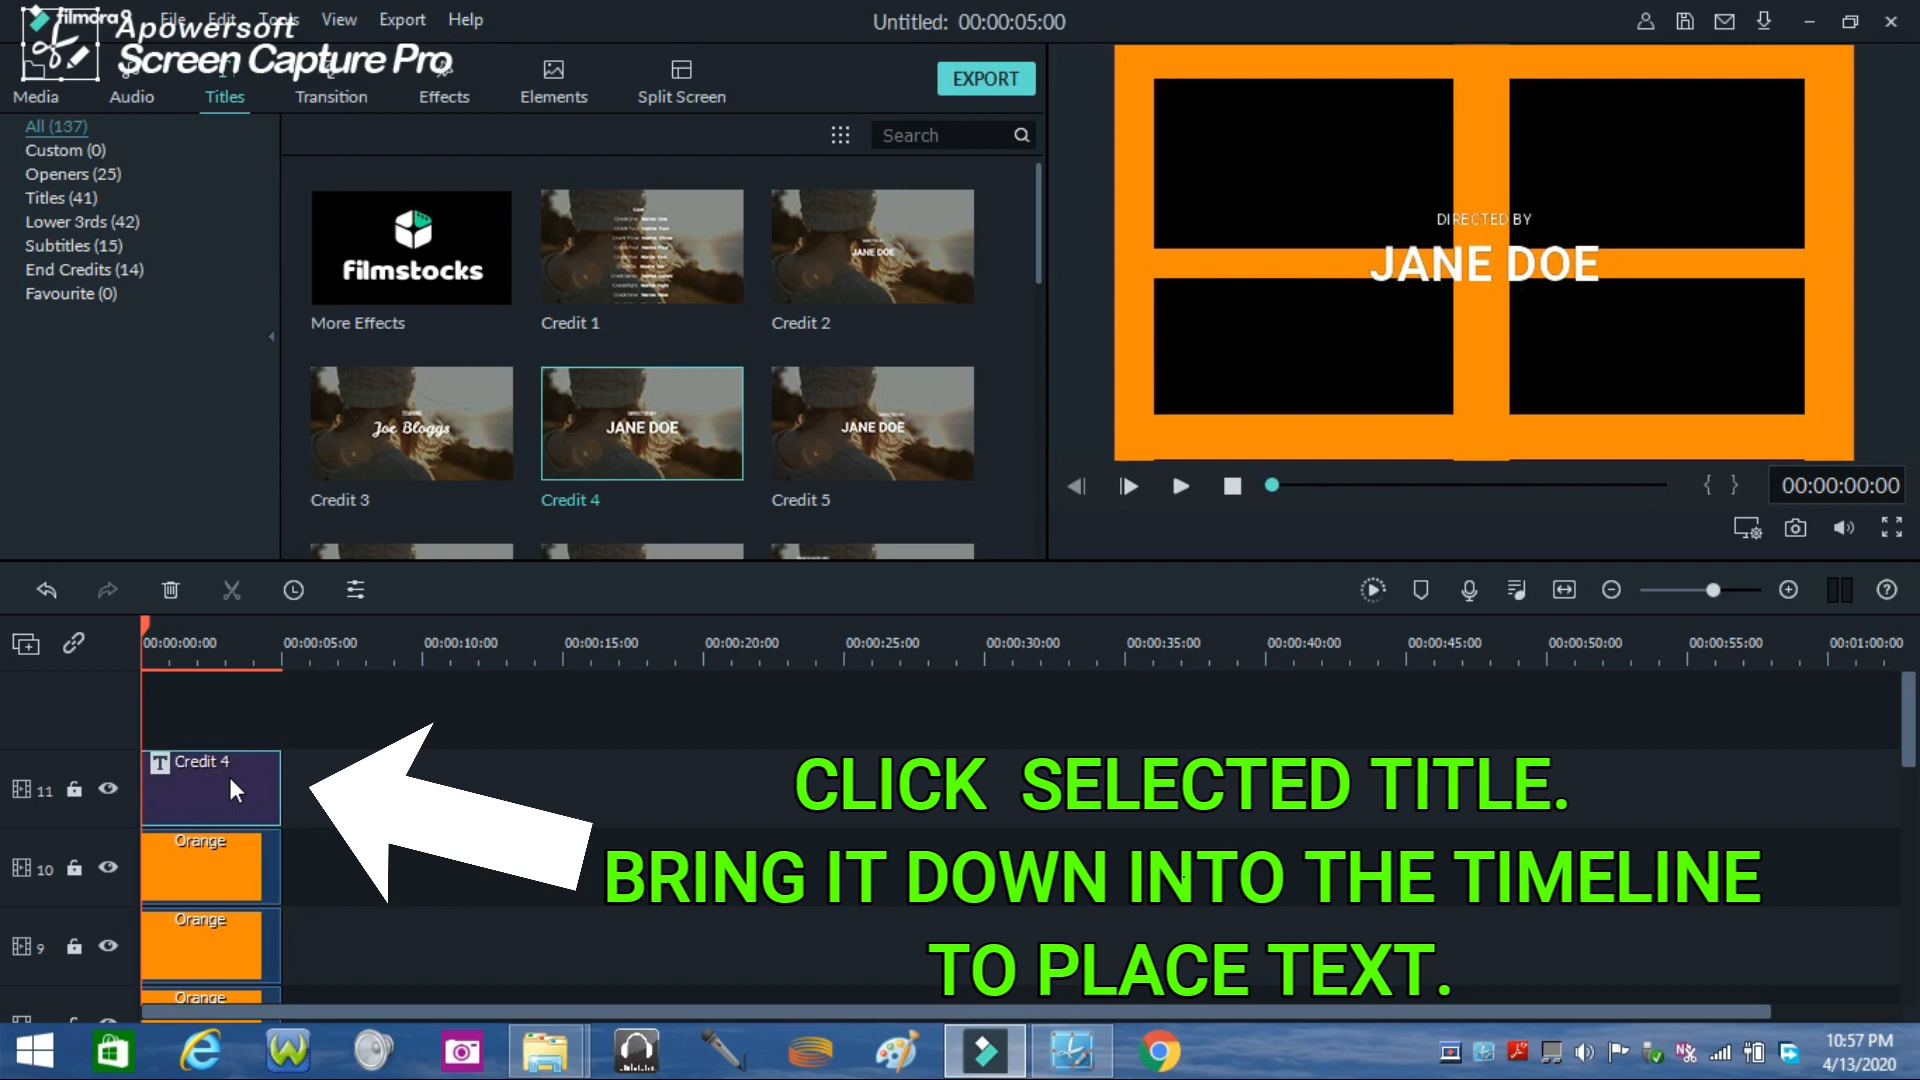 filmora9 File Edit Tools View Export Help
Untitled: 00:00:05:00
Apowersoft
Screen Capture Pro
Media Audio Titles Transition Effects Elements Split Screen
EXPORT
All (137)
Custom (0)
Openers (25)
Titles (41)
Lower 3rds (42)
Subtitles (15)
End Credits (14)
Favourite (0)
Search
filmstocks
JANE DOE
More Effects Credit 1 Credit 2
Joe Bloggs JANE DOE JANE DOE
Credit 3 Credit 4 Credit 5
DIRECTED BY
JANE DOE
00:00:00:00
00:00:00:00 00:00:05:00 00:00:10:00 00:00:15:00 00:00:20:00 00:00:25:00 00:00:30:00 00:00:35:00 00:00:40:00 00:00:45:00 00:00:50:00 00:00:55:00 00:01:00:00
T Credit 4
11
Orange
10
Orange
9
Orange
CLICK SELECTED TITLE.
BRING IT DOWN INTO THE TIMELINE
TO PLACE TEXT.
10:57 PM
4/13/2020